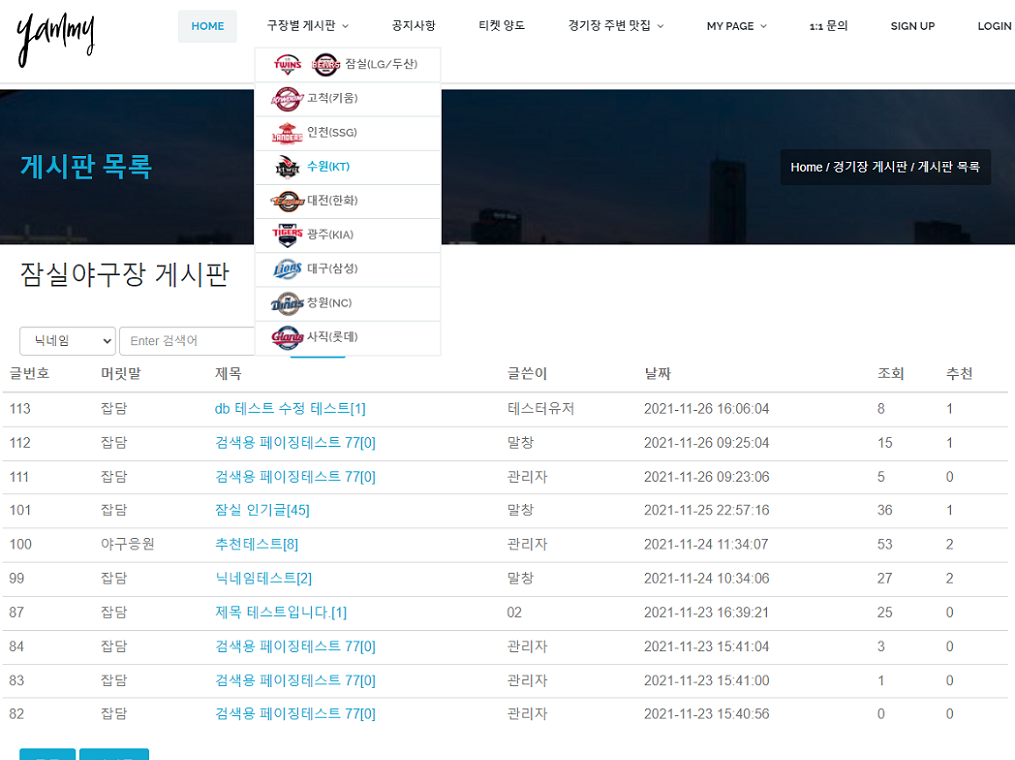 yammy
HOME 구장별 게시판 공지사항 티켓 양도 경기장 주변 맛집 MY PAGE 1:1 문의 SIGN UP LOGIN
TWINS BEARS 잠실(LG/두산)
고척(키움)
LANDERS 인천(SSG)
수원(KT)
대전(한화)
TIGERS 광주(KIA)
Lions 대구(삼성)
Dinos 창원(NC)
Giants 사직(롯데)
게시판 목록
Home / 경기장 게시판 / 게시판 목록
잠실야구장 게시판
닉네임 Enter 검색어
글번호 머릿말 제목 글쓴이 날짜 조회 추천
113 잡담 db 테스트 수정 테스트[1] 테스터유저 2021-11-26 16:06:04 8 1
112 잡담 검색용 페이징테스트 77[0] 말창 2021-11-26 09:25:04 15 1
111 잡담 검색용 페이징테스트 77[0] 관리자 2021-11-26 09:23:06 5 0
101 잡담 잠실 인기글[45] 말창 2021-11-25 22:57:16 36 1
100 야구응원 추천테스트[8] 관리자 2021-11-24 11:34:07 53 2
99 잡담 닉네임테스트[2] 말창 2021-11-24 10:34:06 27 2
87 잡담 제목 테스트입니다.[1] 02 2021-11-23 16:39:21 25 0
84 잡담 검색용 페이징테스트 77[0] 관리자 2021-11-23 15:41:04 3 0
83 잡담 검색용 페이징테스트 77[0] 관리자 2021-11-23 15:41:00 1 0
82 잡담 검색용 페이징테스트 77[0] 관리자 2021-11-23 15:40:56 0 0